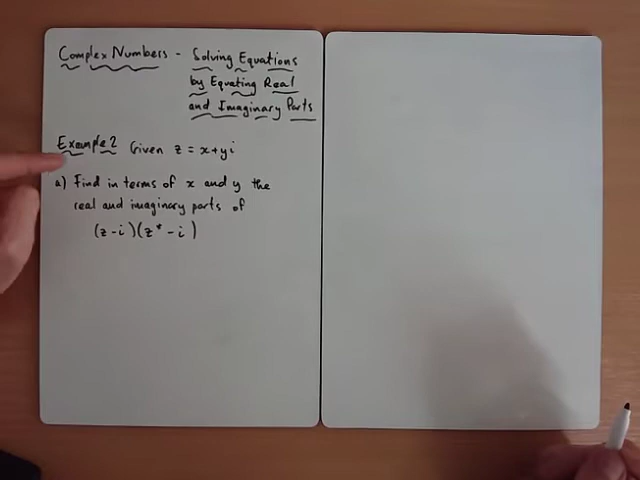 Complex Numbers - Solving Equations
by Equating Real
and Imaginary Parts
Example 2 Given z = x+yi
a) Find in terms of x and y the
real and imaginary parts of
(z-i)(z* -i)